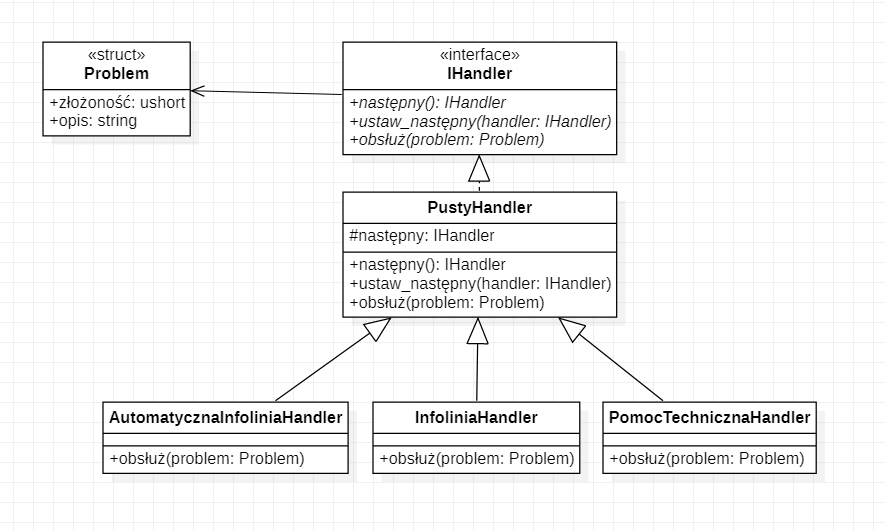 «struct»
Problem
+złożoność: ushort
+opis: string
«interface»
IHandler
+następny(): IHandler
+ustaw_następny(handler: IHandler)
+obsłuż(problem: Problem)
PustyHandler
#następny: IHandler
+następny(): IHandler
+ustaw_następny(handler: IHandler)
+obsłuż(problem: Problem)
AutomatycznaInfoliniaHandler
+obsłuż(problem: Problem)
InfoliniaHandler
+obsłuż(problem: Problem)
PomocTechnicznaHandler
+obsłuż(problem: Problem)